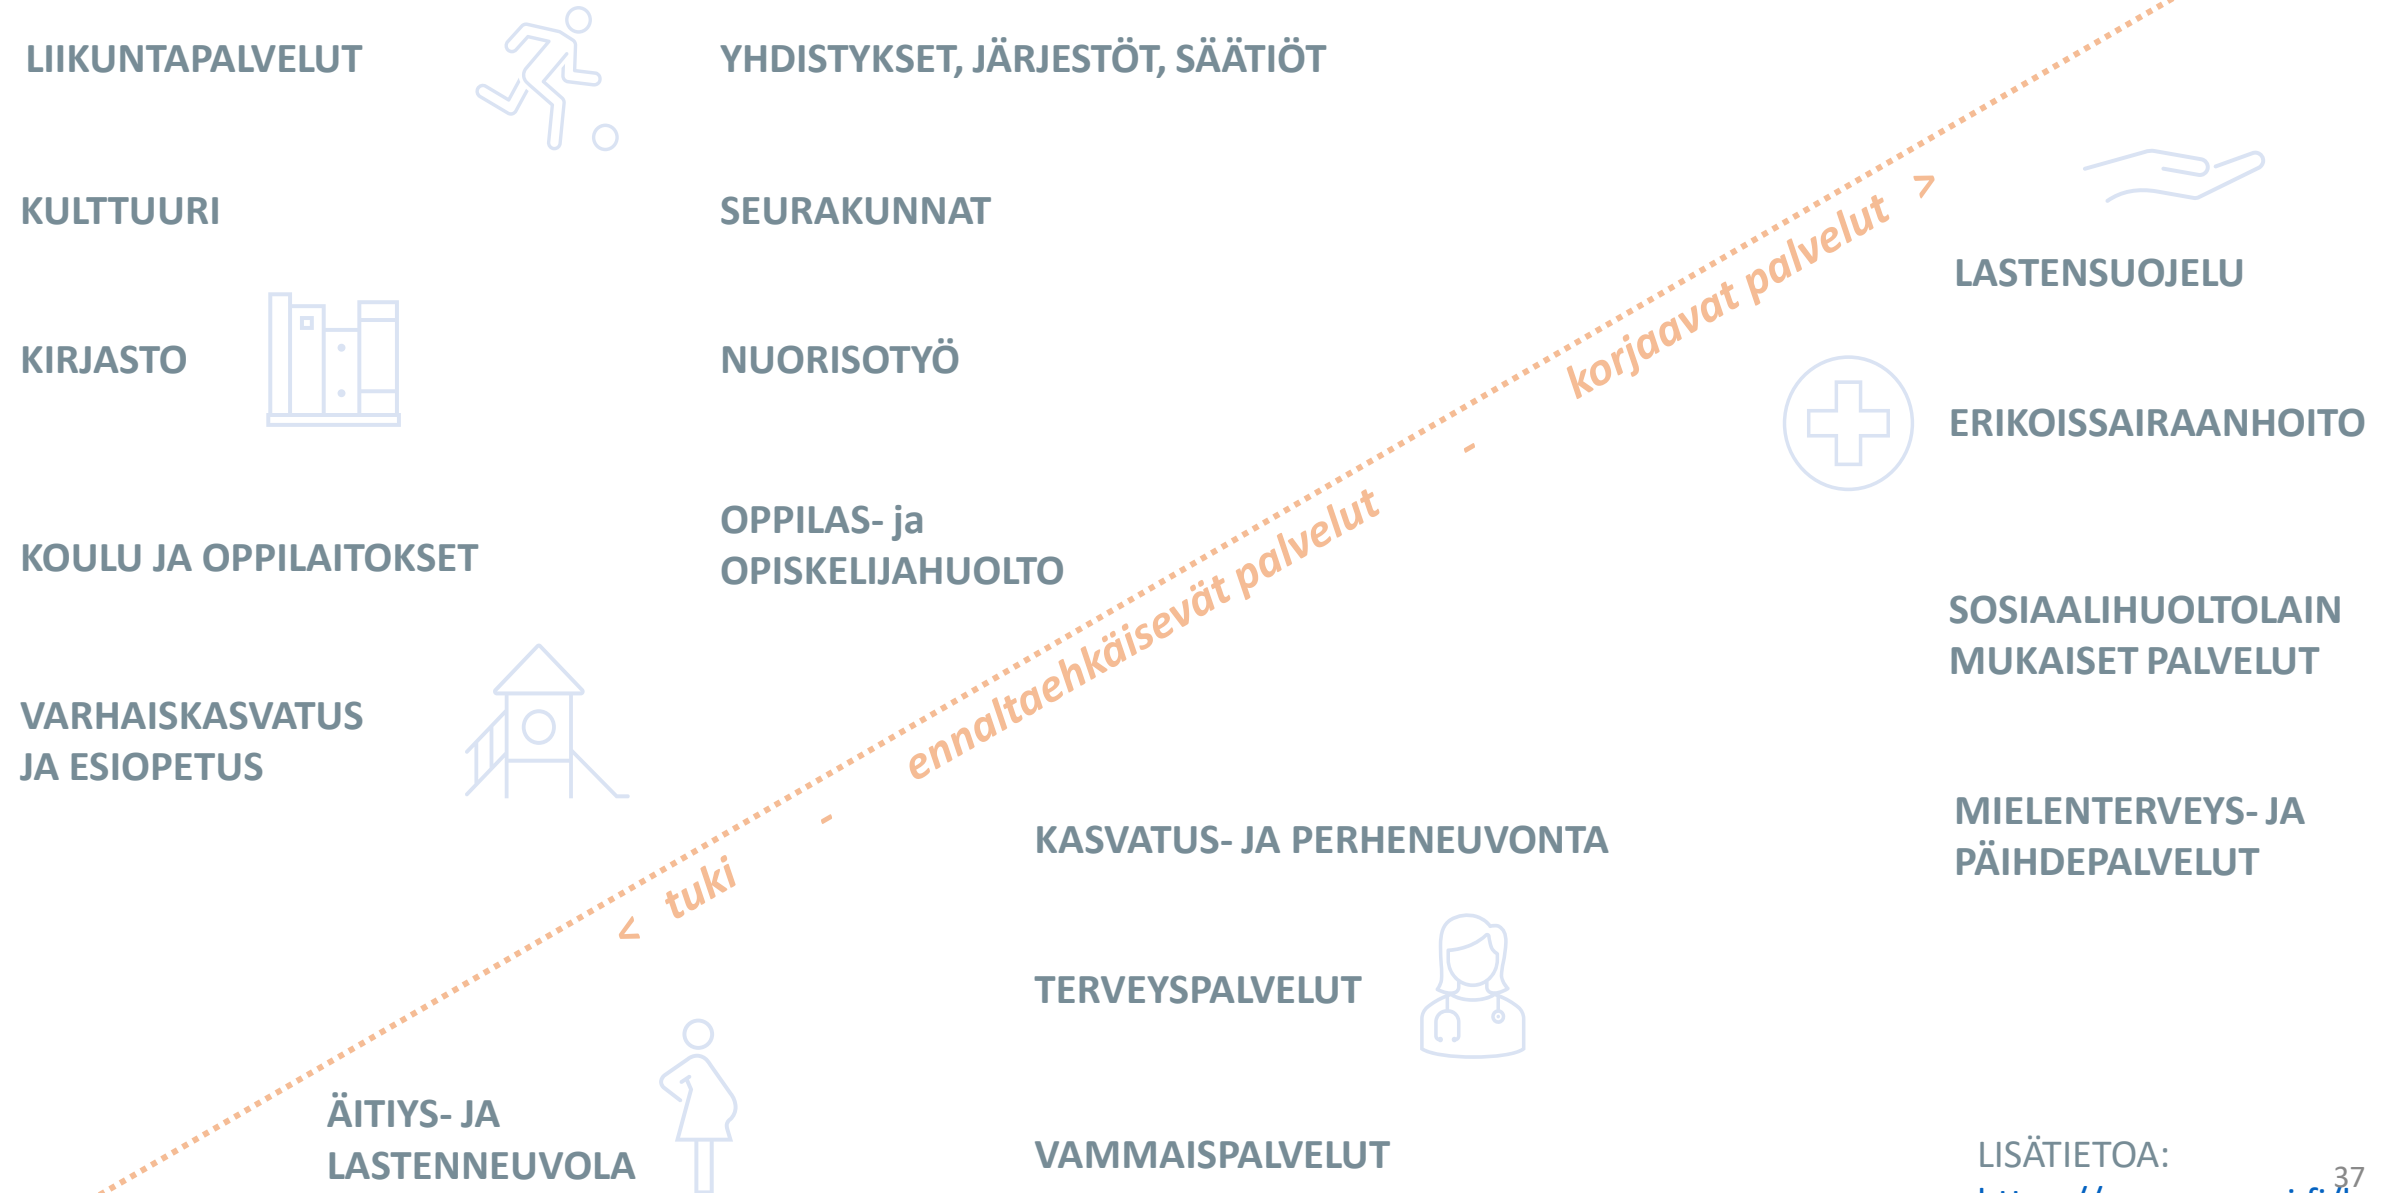 LIIKUNTAPALVELUT
YHDISTYKSET, JÄRJESTÖT, SÄÄTIÖT
KULTTUURI
SEURAKUNNAT
KIRJASTO
NUORISOTYÖ
KOULU JA OPPILAITOKSET
OPPILAS- ja
OPISKELIJAHUOLTO
VARHAISKASVATUS
JA ESIOPETUS
< tuki - ennaltaehkäisevät palvelut - korjaavat palvelut >
LASTENSUOJELU
ERIKOISSAIRAANHOITO
SOSIAALIHUOLTOLAIN
MUKAISET PALVELUT
MIELENTERVEYS- JA
PÄIHDEPALVELUT
KASVATUS- JA PERHENEUVONTA
TERVEYSPALVELUT
VAMMAISPALVELUT
ÄITIYS- JA
LASTENNEUVOLA
LISÄTIETOA:
37